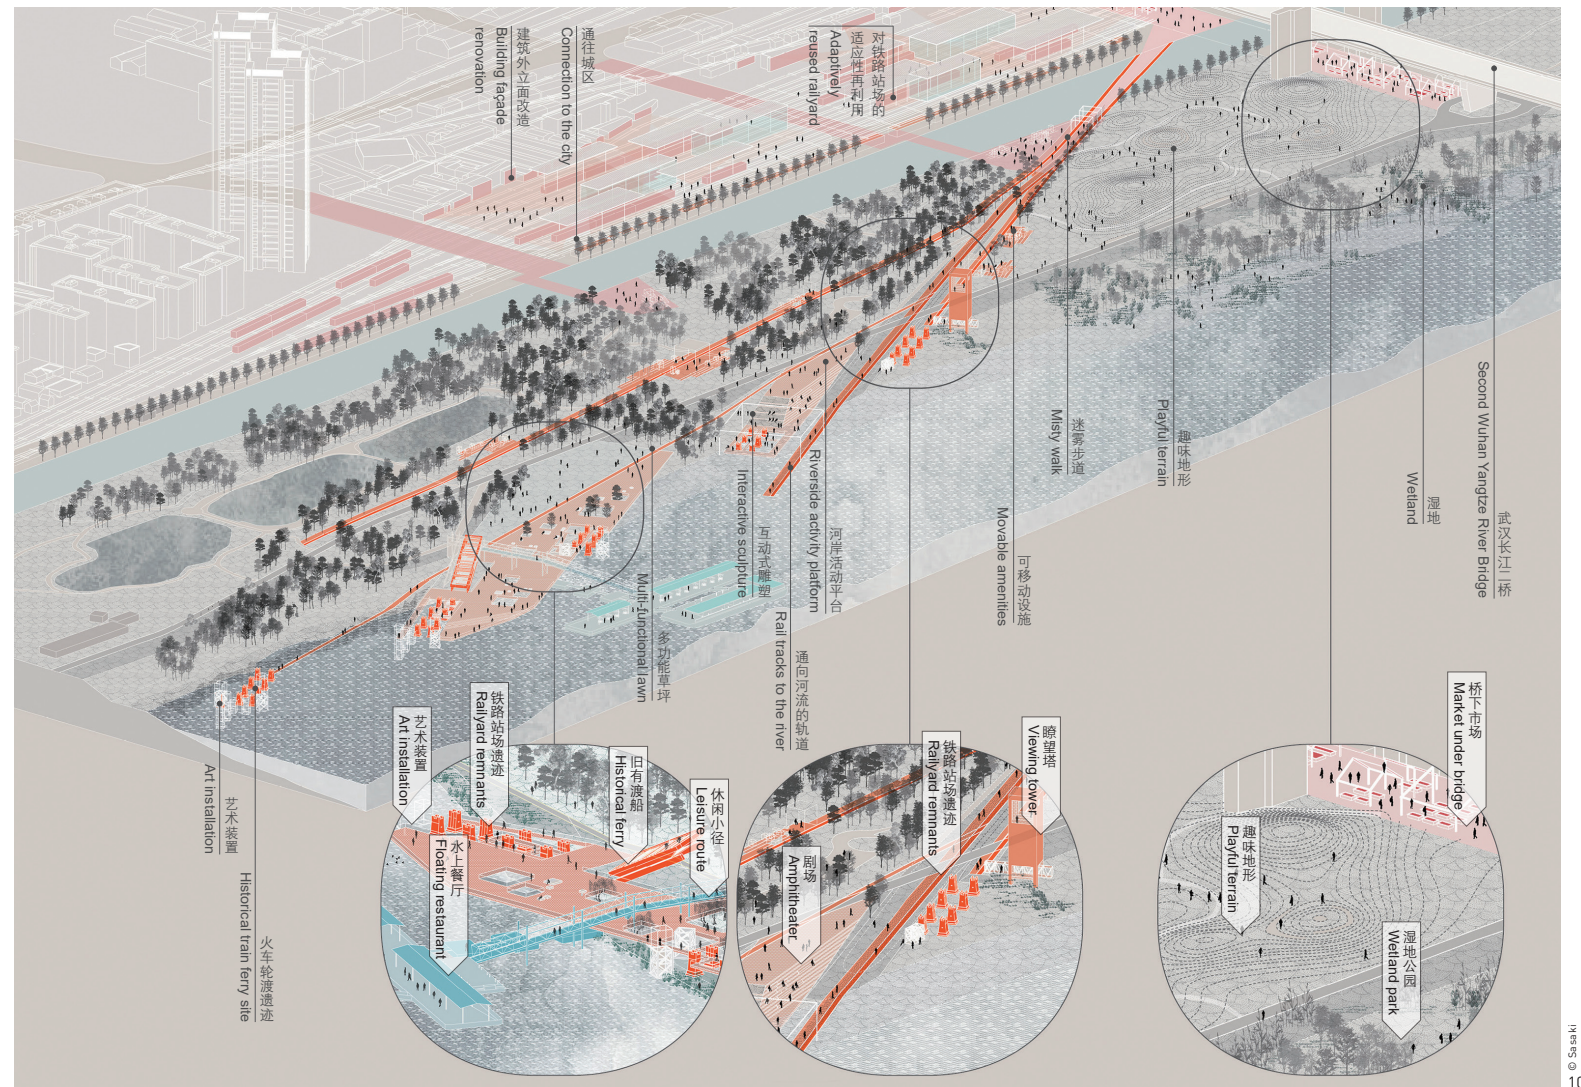 建筑外立面改造
Building façade
renovation
通往城区
Connection to the city
对铁路站场的
适应性再利用
Adaptively
reused railyard
武汉长江二桥
Second Wuhan Yangtze River Bridge
湿地
Wetland
趣味地形
Playful terrain
迷雾步道
Misty walk
可移动设施
Movable amenities
河岸活动平台
Riverside activity platform
通向河流的轨道
Rail tracks to the river
互动式雕塑
Interactive sculpture
多功能草坪
Multi-functional lawn
火车轮渡遗迹
Historical train ferry site
艺术装置
Art installation
艺术装置
Art installation
铁路站场遗迹
Railyard remnants
水上餐厅
Floating restaurant
旧有渡船
Historical ferry
休闲小径
Leisure route
剧场
Amphitheater
铁路站场遗迹
Railyard remnants
瞭望塔
Viewing tower
桥下市场
Market under bridge
趣味地形
Playful terrain
湿地公园
Wetland park
© Sasaki